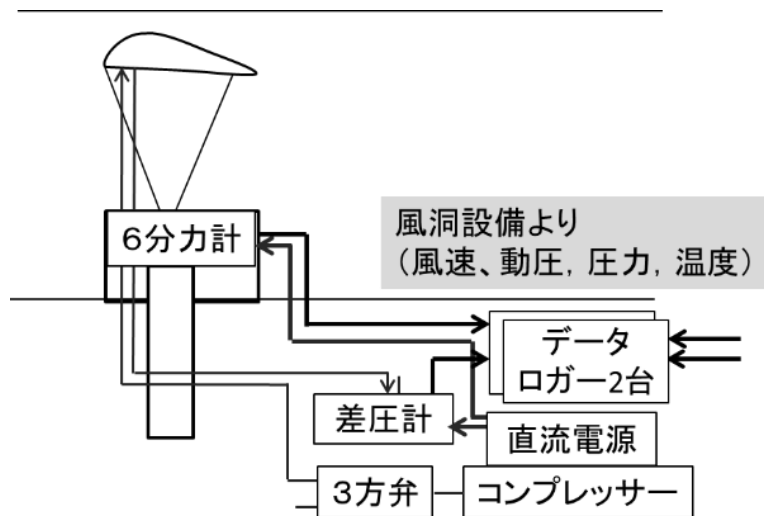 6分力計
風洞設備より
（風速、動圧，圧力，温度）
データ
ロガー2台
差圧計
直流電源
3方弁
コンプレッサー